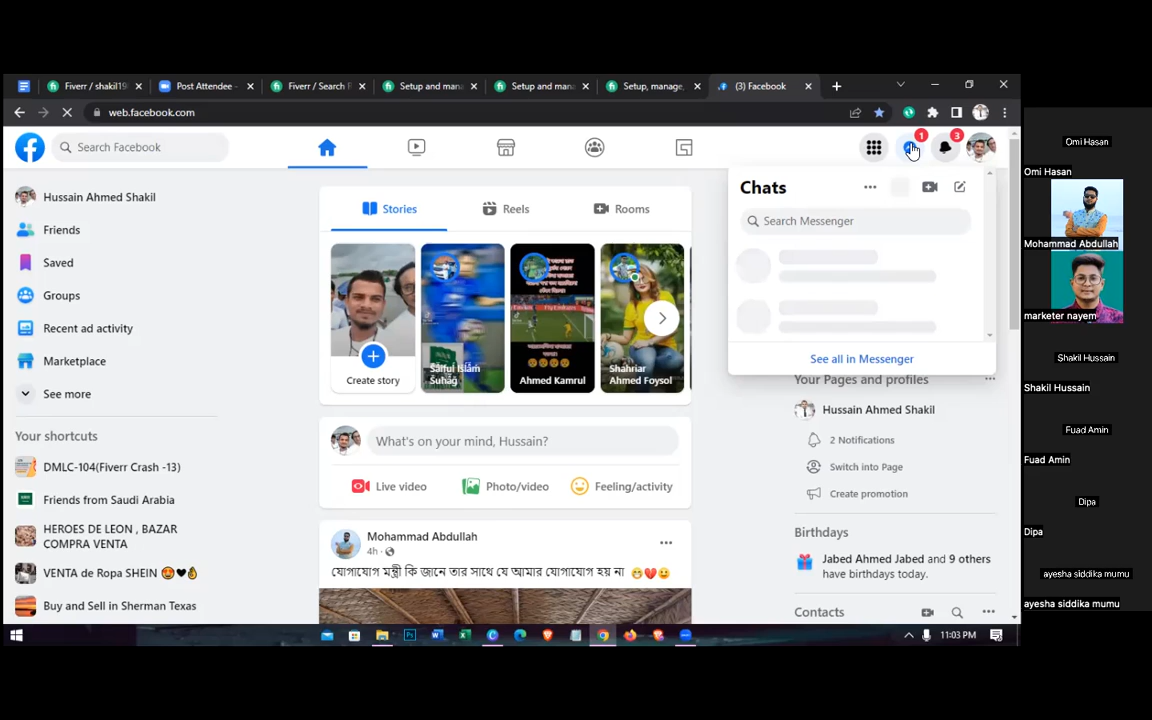 Fiverr / shakil19
Post Attendee -
Fiverr / Search F
Setup and mana
Setup and mana
Setup, manage,
(3) Facebook
web.facebook.com
Search Facebook
1
3
Hussain Ahmed Shakil
Friends
Saved
Groups
Recent ad activity
Marketplace
See more
Your shortcuts
DMLC-104(Fiverr Crash -13)
Friends from Saudi Arabia
HEROES DE LEON , BAZAR
COMPRA VENTA
VENTA de Ropa SHEIN 😍♥👌
Buy and Sell in Sherman Texas
Stories
Reels
Rooms
Create story
Saiful Islam
Suhag
Ahmed Kamrul
Shahriar
Ahmed Foysol
What's on your mind, Hussain?
Live video
Photo/video
Feeling/activity
Mohammad Abdullah
4h ·
যোগাযোগ মন্ত্রী কি জানে তার সাথে যে আমার যোগাযোগ হয় না 😁💔😃
Chats
Search Messenger
See all in Messenger
Your Pages and profiles
Hussain Ahmed Shakil
2 Notifications
Switch into Page
Create promotion
Birthdays
Jabed Ahmed Jabed and 9 others
have birthdays today.
Contacts
11:03 PM
Omi Hasan
Omi Hasan
Mohammad Abdullah
marketer nayem
Shakil Hussain
Shakil Hussain
Fuad Amin
Fuad Amin
Dipa
Dipa
ayesha siddika mumu
ayesha siddika mumu